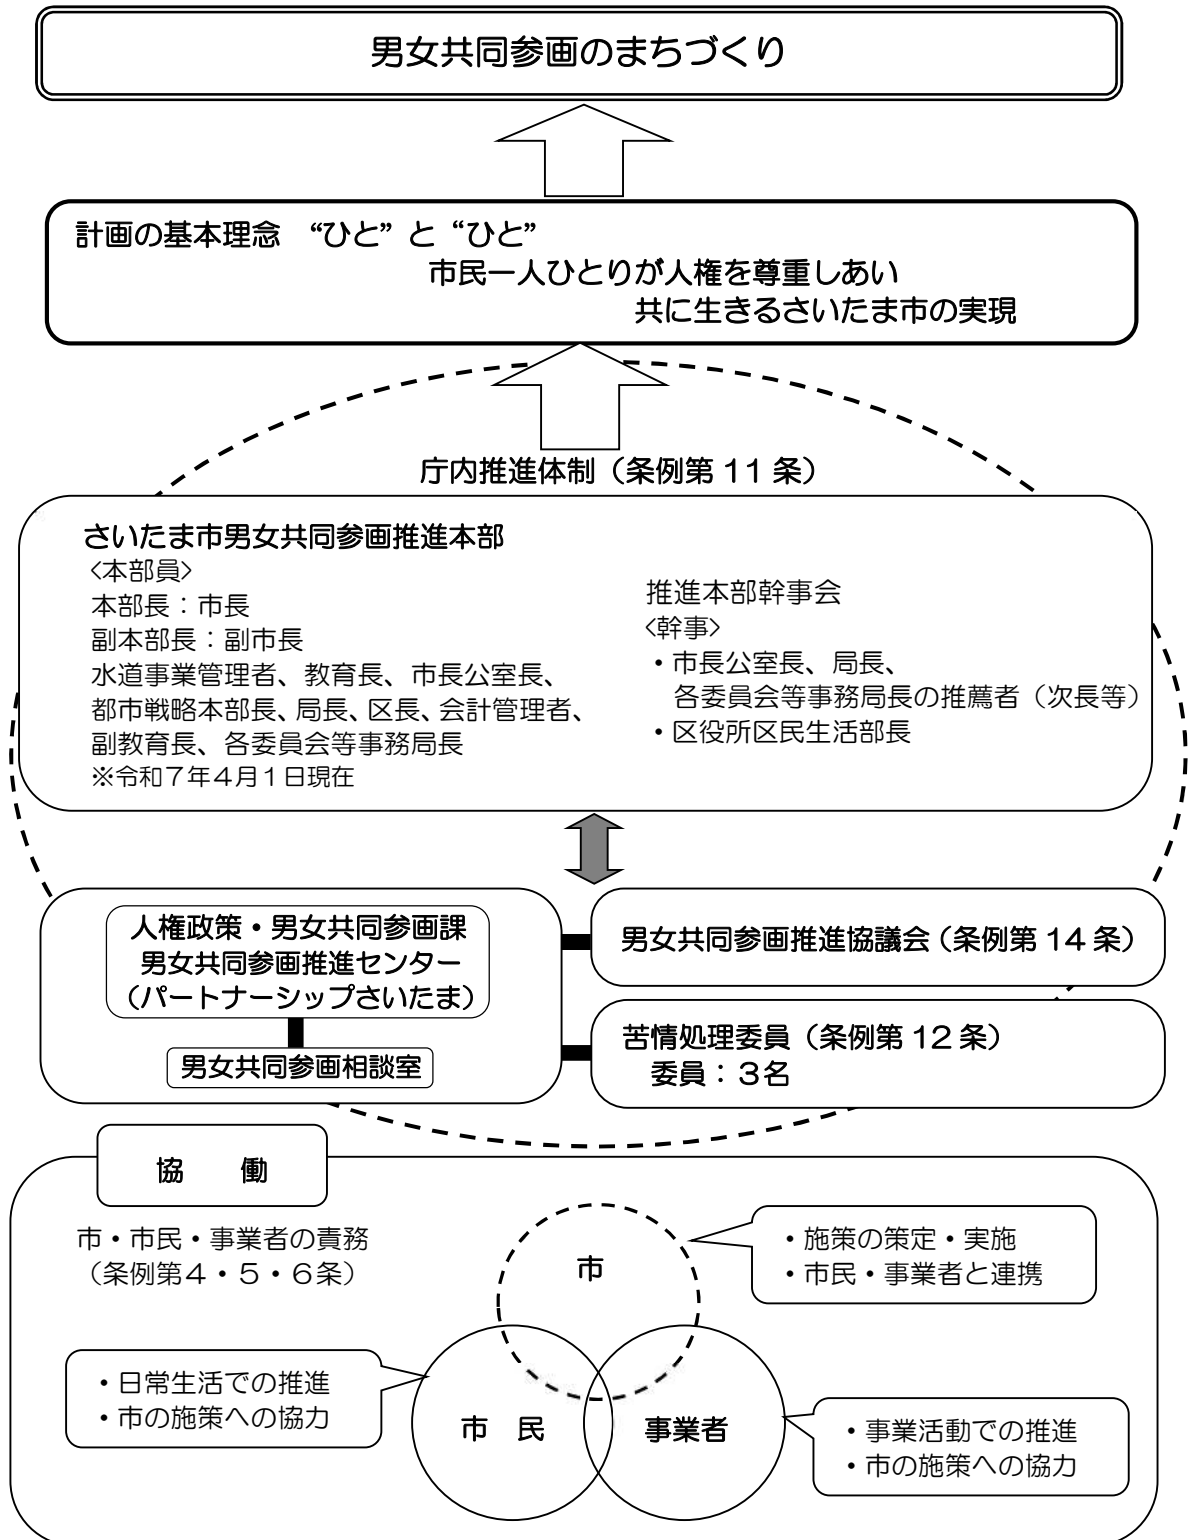 男女共同参画のまちづくり
計画の基本理念　“ひと”と“ひと”
市民一人ひとりが人権を尊重しあい
共に生きるさいたま市の実現
庁内推進体制（条例第 11 条）
さいたま市男女共同参画推進本部
〈本部員〉
本部長：市長
副本部長：副市長
水道事業管理者、教育長、市長公室長、
都市戦略本部長、局長、区長、会計管理者、
副教育長、各委員会等事務局長
※令和７年４月１日現在
推進本部幹事会
〈幹事〉
・市長公室長、局長、
各委員会等事務局長の推薦者（次長等）
・区役所区民生活部長
人権政策・男女共同参画課
男女共同参画推進センター
（パートナーシップさいたま）
男女共同参画相談室
男女共同参画推進協議会（条例第 14 条）
苦情処理委員（条例第 12 条）
委員：３名
協　働
市・市民・事業者の責務
（条例第４・５・６条）
市
・施策の策定・実施
・市民・事業者と連携
・日常生活での推進
・市の施策への協力
市　民
事業者
・事業活動での推進
・市の施策への協力